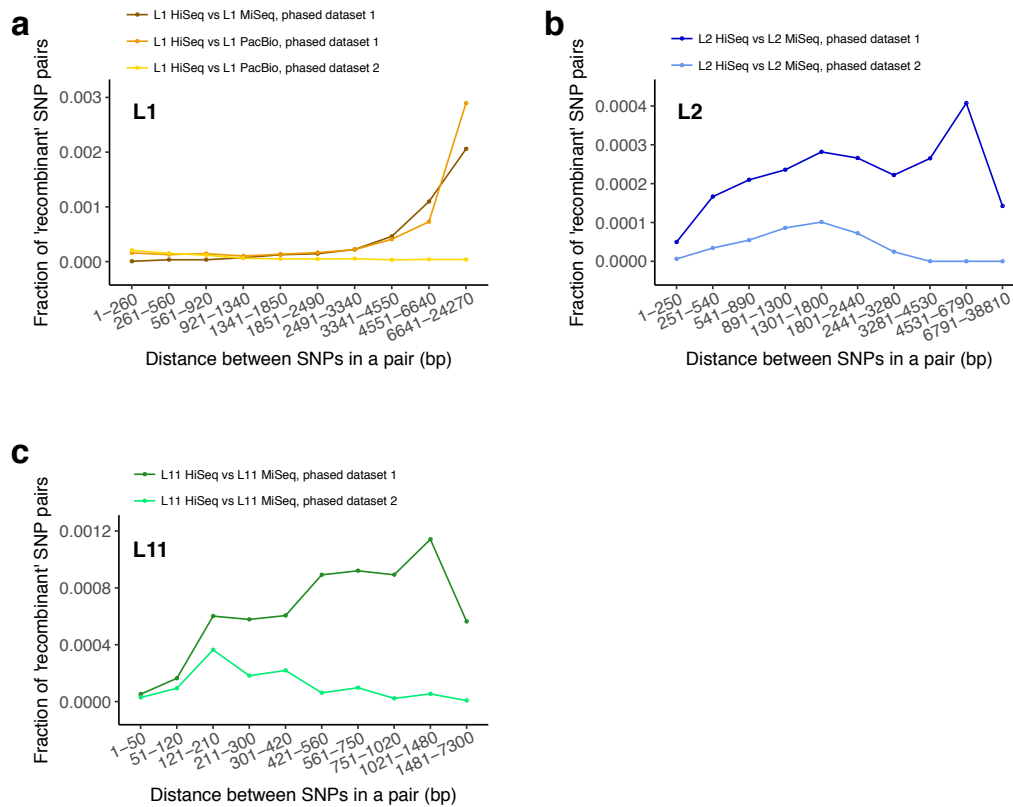 a
L1 HiSeq vs L1 MiSeq, phased dataset 1
L1 HiSeq vs L1 PacBio, phased dataset 1
L1 HiSeq vs L1 PacBio, phased dataset 2
L1
Fraction of 'recombinant' SNP pairs
0.003
0.002
0.001
0.000
1−260
261−560
561−920
921−1340
1341−1850
1851−2490
2491−3340
3341−4550
4551−6640
6641−24270
Distance between SNPs in a pair (bp)
b
L2 HiSeq vs L2 MiSeq, phased dataset 1
L2 HiSeq vs L2 MiSeq, phased dataset 2
L2
Fraction of 'recombinant' SNP pairs
0.0004
0.0003
0.0002
0.0001
0.0000
1−250
251−540
541−890
891−1300
1301−1800
1801−2440
2441−3280
3281−4530
4531−6790
6791−38810
Distance between SNPs in a pair (bp)
c
L11 HiSeq vs L11 MiSeq, phased dataset 1
L11 HiSeq vs L11 MiSeq, phased dataset 2
L11
Fraction of 'recombinant' SNP pairs
0.0012
0.0008
0.0004
0.0000
1−50
51−120
121−210
211−300
301−420
421−560
561−750
751−1020
1021−1480
1481−7300
Distance between SNPs in a pair (bp)